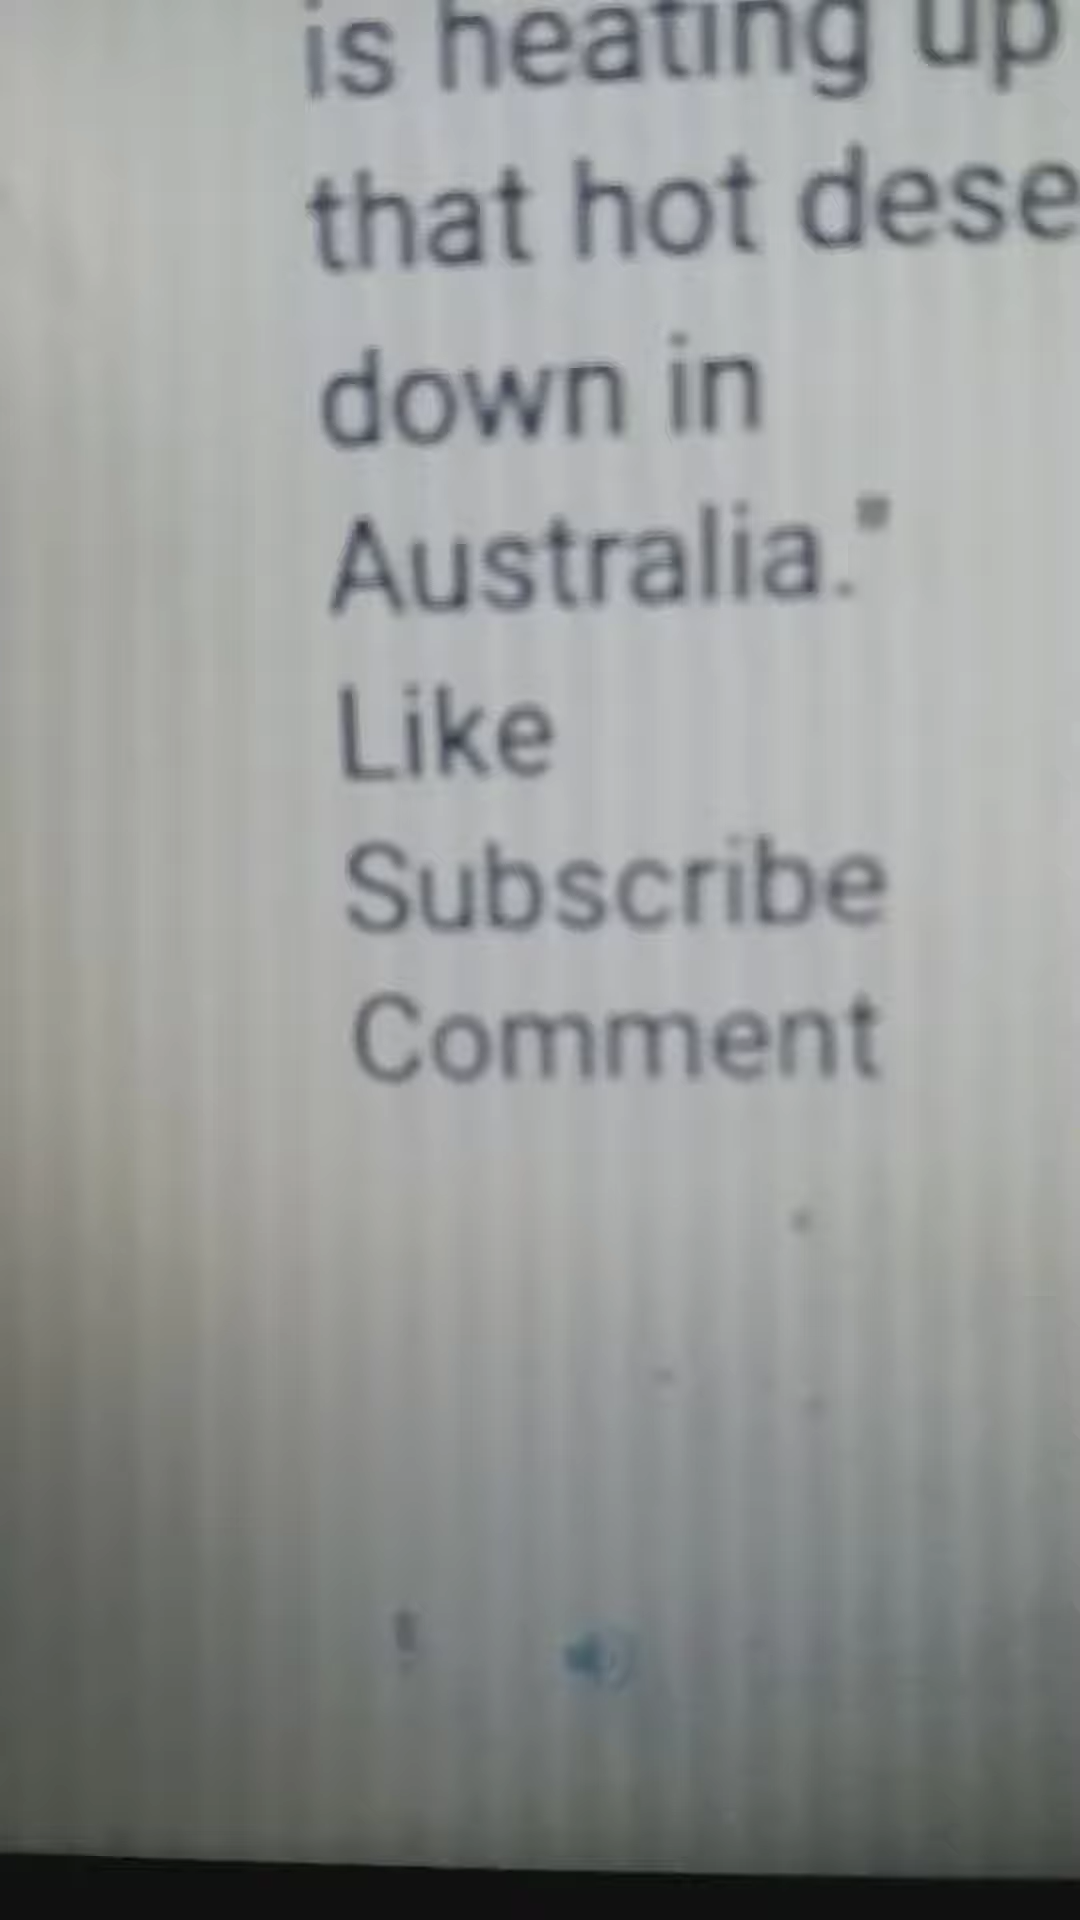 is heating up
that hot dese
down in
Australia."
Like
Subscribe
Comment